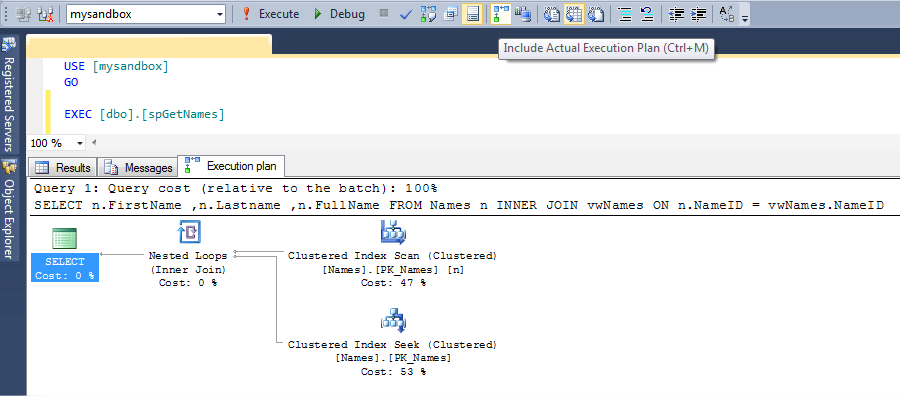 mysandbox
Execute
Debug
Include Actual Execution Plan (Ctrl+M)
Registered Servers
Object Explorer
USE [mysandbox]
GO
EXEC [dbo].[spGetNames]
100 %
Results
Messages
Execution plan
Query 1: Query cost (relative to the batch): 100%
SELECT n.FirstName ,n.Lastname ,n.FullName FROM Names n INNER JOIN vwNames ON n.NameID = vwNames.NameID
SELECT
Cost: 0 %
Nested Loops
(Inner Join)
Cost: 0 %
Clustered Index Scan (Clustered)
[Names].[PK_Names] [n]
Cost: 47 %
Clustered Index Seek (Clustered)
[Names].[PK_Names]
Cost: 53 %